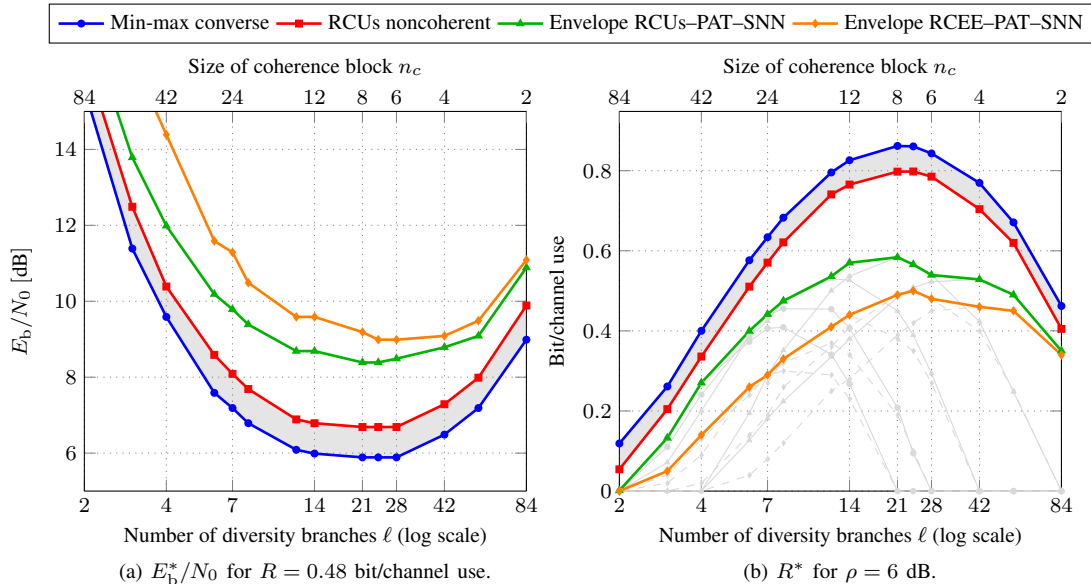 Min-max converse RCUs noncoherent Envelope RCUs–PAT–SNN Envelope RCEE–PAT–SNN
Size of coherence block n_c
84 42 24 12 8 6 4 2
14
12
10
8
6
E_b/N_0 [dB]
2 4 7 14 21 28 42 84
Number of diversity branches ℓ (log scale)
(a) E_b^*/N_0 for R = 0.48 bit/channel use.
Size of coherence block n_c
84 42 24 12 8 6 4 2
0.8
0.6
0.4
0.2
0
Bit/channel use
2 4 7 14 21 28 42 84
Number of diversity branches ℓ (log scale)
(b) R^* for ρ = 6 dB.